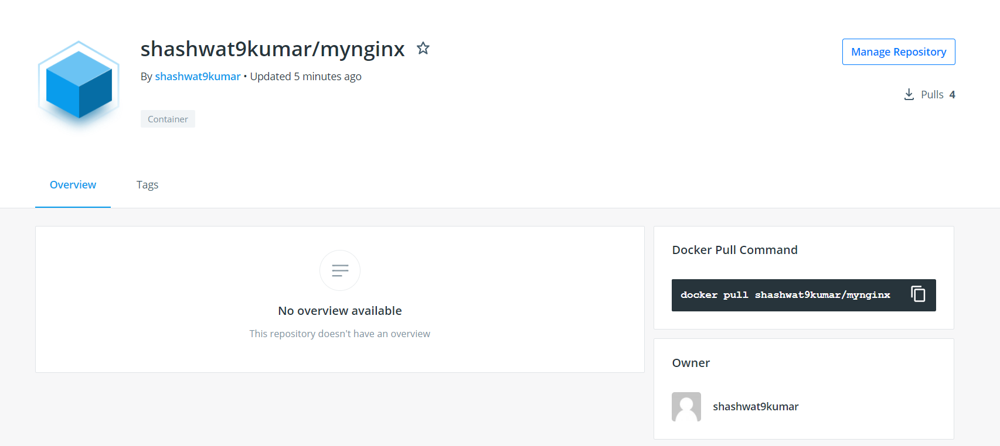 shashwat9kumar/mynginx
By shashwat9kumar • Updated 5 minutes ago
Container
Manage Repository
Pulls 4
Overview
Tags
No overview available
This repository doesn't have an overview
Docker Pull Command
docker pull shashwat9kumar/mynginx
Owner
shashwat9kumar